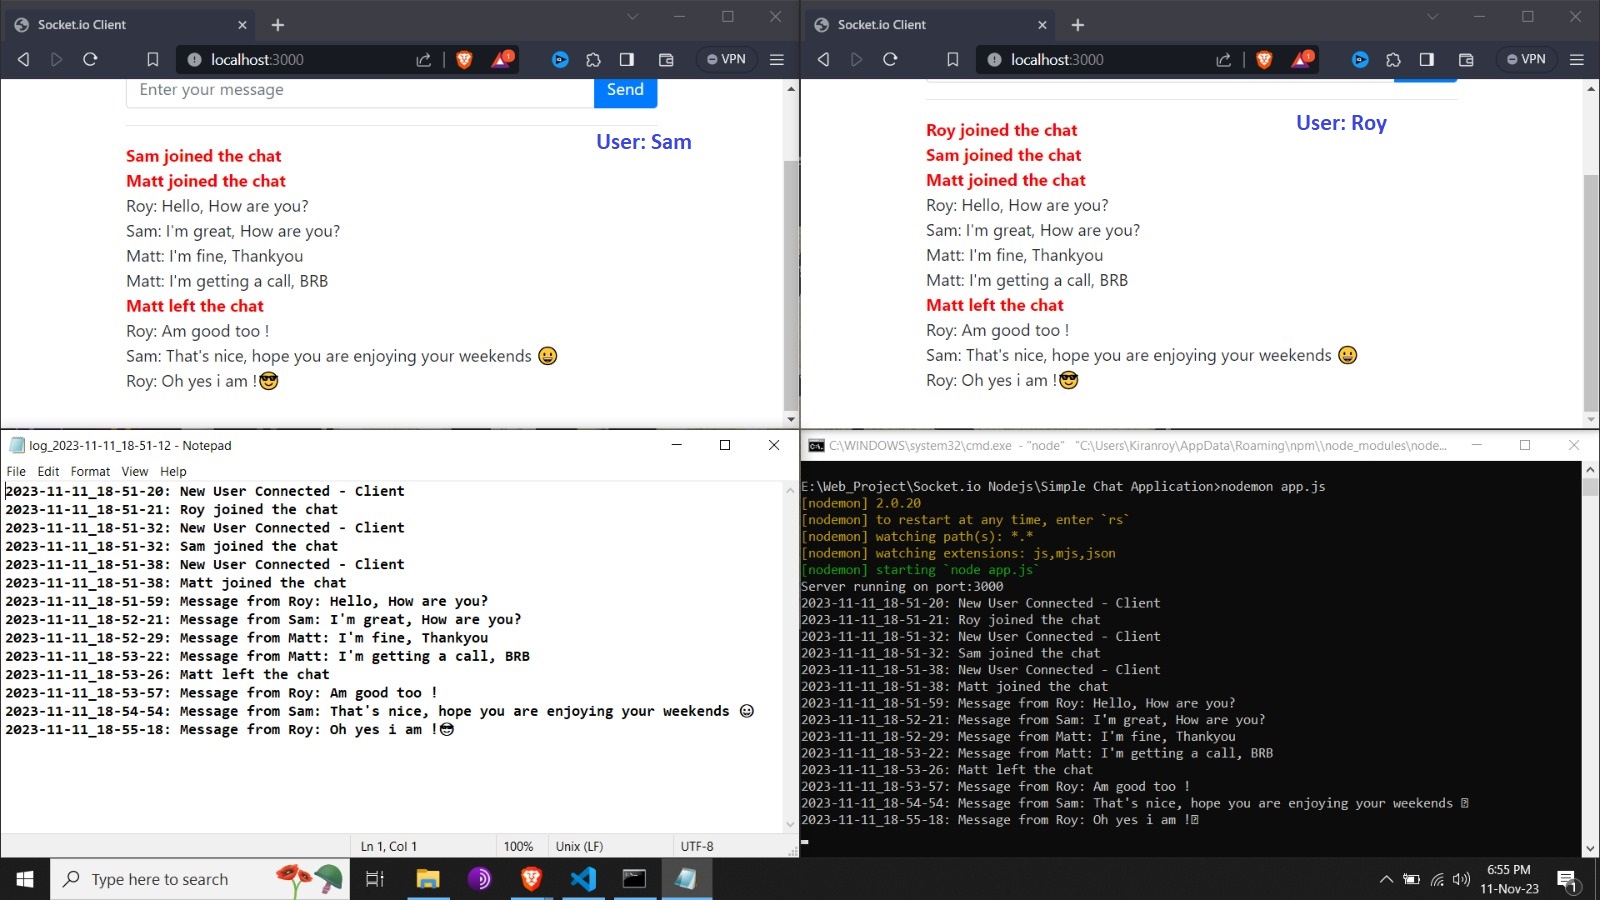 Socket.io Client
localhost:3000
VPN
Enter your message
Send
User: Sam
Sam joined the chat
Matt joined the chat
Roy: Hello, How are you?
Sam: I'm great, How are you?
Matt: I'm fine, Thankyou
Matt: I'm getting a call, BRB
Matt left the chat
Roy: Am good too !
Sam: That's nice, hope you are enjoying your weekends 😀
Roy: Oh yes i am !😎
Socket.io Client
localhost:3000
VPN
User: Roy
Roy joined the chat
Sam joined the chat
Matt joined the chat
Roy: Hello, How are you?
Sam: I'm great, How are you?
Matt: I'm fine, Thankyou
Matt: I'm getting a call, BRB
Matt left the chat
Roy: Am good too !
Sam: That's nice, hope you are enjoying your weekends 😀
Roy: Oh yes i am !😎
log_2023-11-11_18-51-12 - Notepad
File Edit Format View Help
2023-11-11_18-51-20: New User Connected - Client
2023-11-11_18-51-21: Roy joined the chat
2023-11-11_18-51-32: New User Connected - Client
2023-11-11_18-51-32: Sam joined the chat
2023-11-11_18-51-38: New User Connected - Client
2023-11-11_18-51-38: Matt joined the chat
2023-11-11_18-51-59: Message from Roy: Hello, How are you?
2023-11-11_18-52-21: Message from Sam: I'm great, How are you?
2023-11-11_18-52-29: Message from Matt: I'm fine, Thankyou
2023-11-11_18-53-22: Message from Matt: I'm getting a call, BRB
2023-11-11_18-53-26: Matt left the chat
2023-11-11_18-53-57: Message from Roy: Am good too !
2023-11-11_18-54-54: Message from Sam: That's nice, hope you are enjoying your weekends 😀
2023-11-11_18-55-18: Message from Roy: Oh yes i am !😎
Ln 1, Col 1 100% Unix (LF) UTF-8
C:\WINDOWS\system32\cmd.exe - "node" "C:\Users\Kiranroy\AppData\Roaming\npm\\node_modules\node...
E:\Web_Project\Socket.io Nodejs\Simple Chat Application>nodemon app.js
[nodemon] 2.0.20
[nodemon] to restart at any time, enter `rs`
[nodemon] watching path(s): *.*
[nodemon] watching extensions: js,mjs,json
[nodemon] starting `node app.js`
Server running on port:3000
2023-11-11_18-51-20: New User Connected - Client
2023-11-11_18-51-21: Roy joined the chat
2023-11-11_18-51-32: New User Connected - Client
2023-11-11_18-51-32: Sam joined the chat
2023-11-11_18-51-38: New User Connected - Client
2023-11-11_18-51-38: Matt joined the chat
2023-11-11_18-51-59: Message from Roy: Hello, How are you?
2023-11-11_18-52-21: Message from Sam: I'm great, How are you?
2023-11-11_18-52-29: Message from Matt: I'm fine, Thankyou
2023-11-11_18-53-22: Message from Matt: I'm getting a call, BRB
2023-11-11_18-53-26: Matt left the chat
2023-11-11_18-53-57: Message from Roy: Am good too !
2023-11-11_18-54-54: Message from Sam: That's nice, hope you are enjoying your weekends
2023-11-11_18-55-18: Message from Roy: Oh yes i am !
Type here to search
6:55 PM
11-Nov-23
1